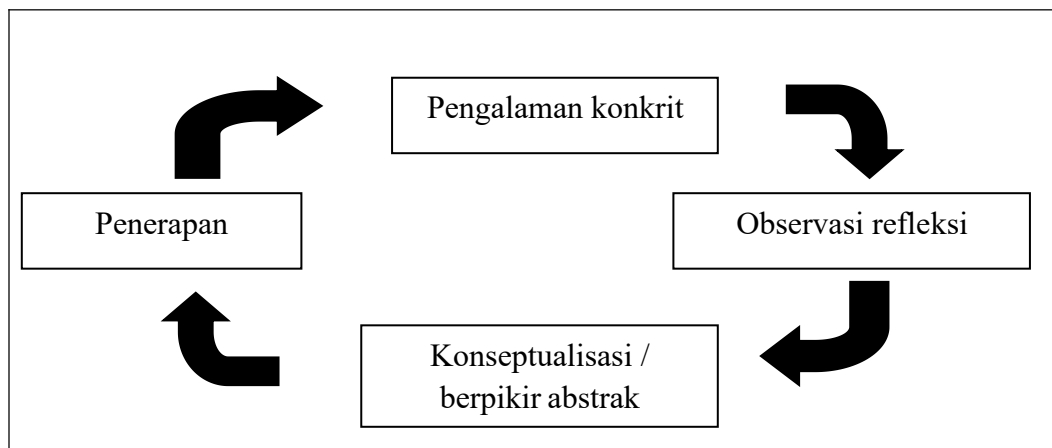 Pengalaman konkrit
Penerapan
Observasi refleksi
Konseptualisasi /
berpikir abstrak